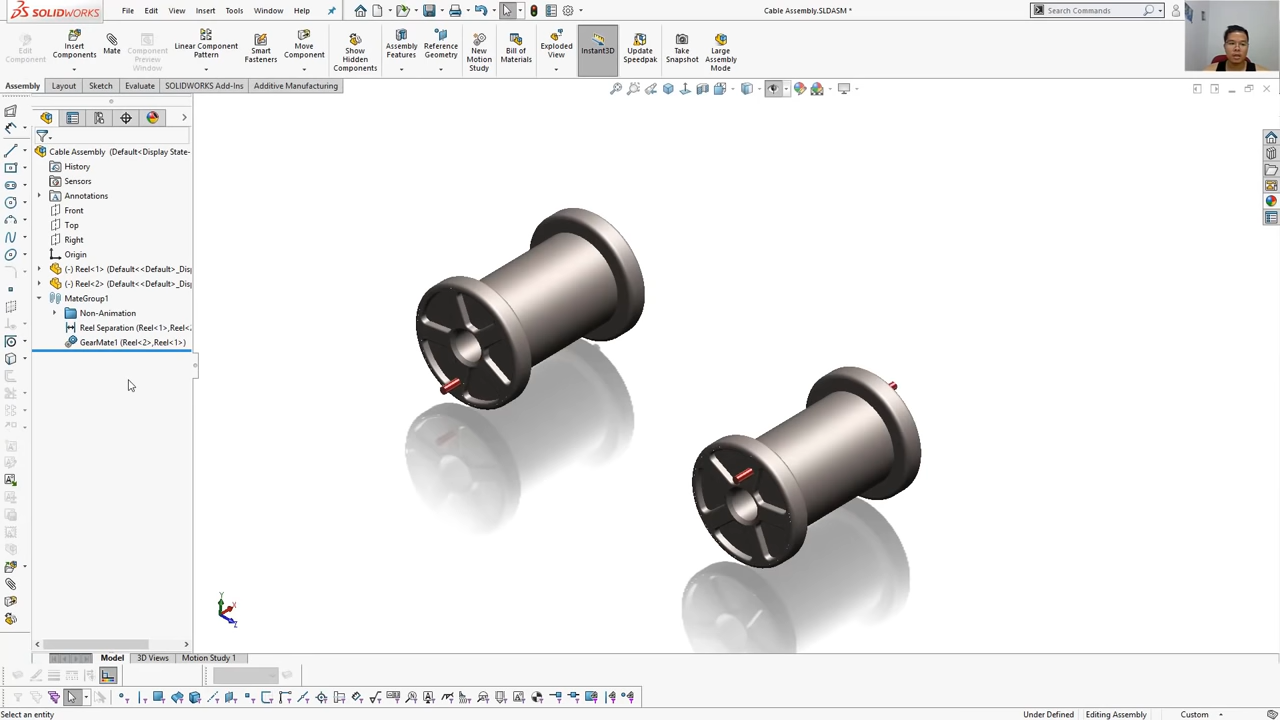 SOLIDWORKS
File Edit View Insert Tools Window Help
Cable Assembly.SLDASM *
Search Commands
Edit Component
Insert Components
Mate
Component Preview Window
Linear Component Pattern
Smart Fasteners
Move Component
Show Hidden Components
Assembly Features
Reference Geometry
New Motion Study
Bill of Materials
Exploded View
Instant3D
Update Speedpak
Take Snapshot
Large Assembly Mode
Assembly Layout Sketch Evaluate SOLIDWORKS Add-Ins Additive Manufacturing
Cable Assembly (Default<Display State-
History
Sensors
Annotations
Front
Top
Right
Origin
(-) Reel<1> (Default<<Default>_Disp
(-) Reel<2> (Default<<Default>_Disp
MateGroup1
Non-Animation
Reel Separation (Reel<1>,Reel<2
GearMate1 (Reel<2>,Reel<1>)
Y
X
Z
Model 3D Views Motion Study 1
Select an entity
Under Defined
Editing Assembly
Custom